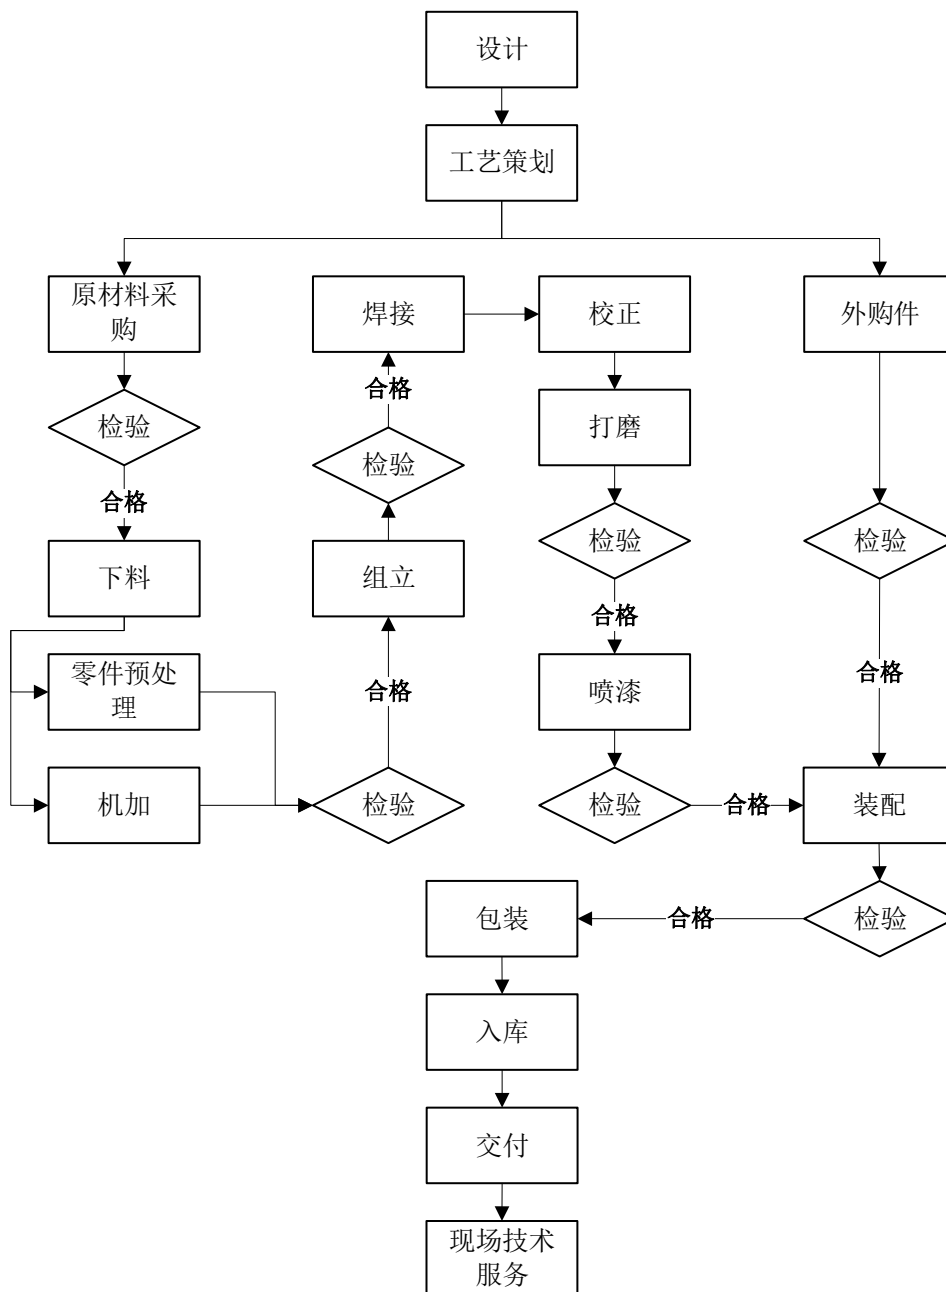 设计
工艺策划
原材料采
购
检验
合格
下料
零件预处
理
机加
检验
合格
组立
检验
合格
焊接
校正
打磨
检验
合格
喷漆
检验
合格
外购件
检验
合格
装配
检验
合格
包装
入库
交付
现场技术
服务